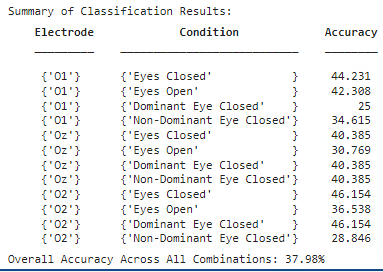 Summary of Classification Results:
Electrode Condition Accuracy
{'O1'} {'Eyes Closed' } 44.231
{'O1'} {'Eyes Open' } 42.308
{'O1'} {'Dominant Eye Closed' } 25
{'O1'} {'Non-Dominant Eye Closed'} 34.615
{'Oz'} {'Eyes Closed' } 40.385
{'Oz'} {'Eyes Open' } 30.769
{'Oz'} {'Dominant Eye Closed' } 40.385
{'Oz'} {'Non-Dominant Eye Closed'} 40.385
{'O2'} {'Eyes Closed' } 46.154
{'O2'} {'Eyes Open' } 36.538
{'O2'} {'Dominant Eye Closed' } 46.154
{'O2'} {'Non-Dominant Eye Closed'} 28.846
Overall Accuracy Across All Combinations: 37.98%